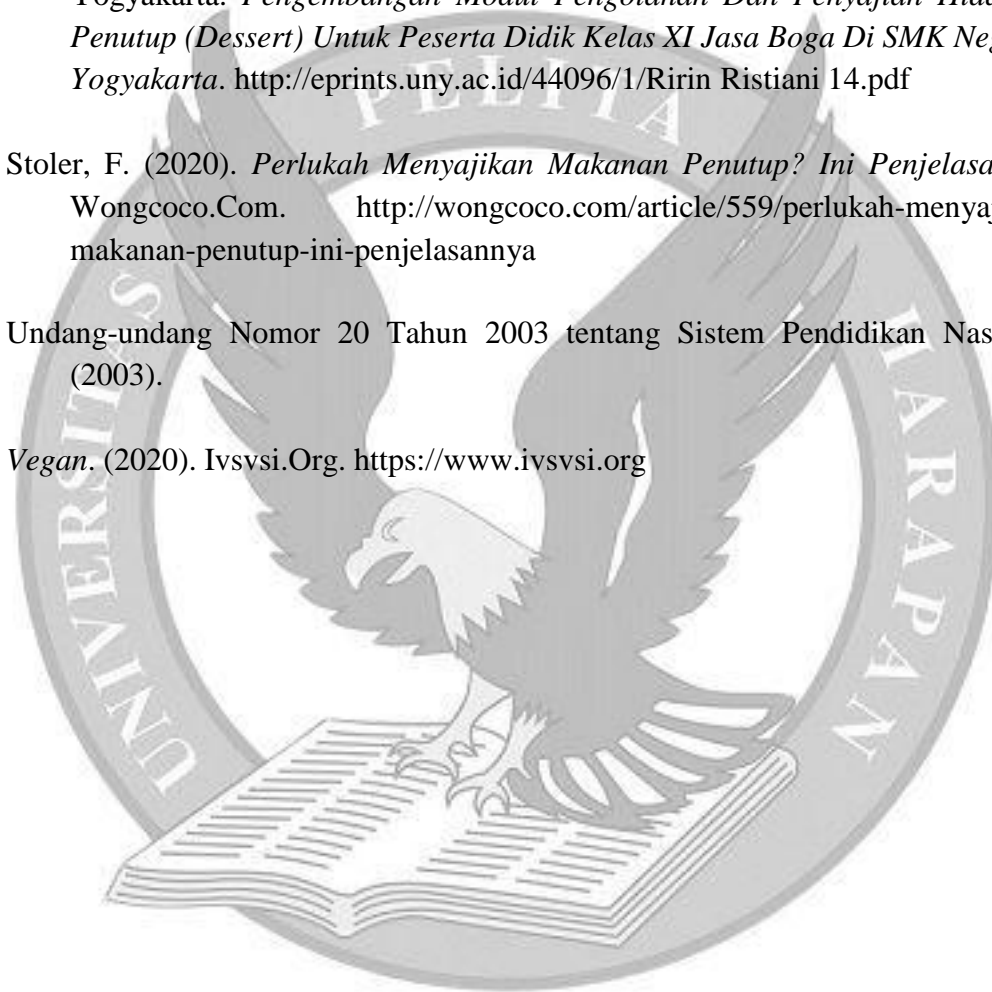 Yogyakarta. Pengembangan Modul Pengolahan Dan Penyajian Hida
Penutup (Dessert) Untuk Peserta Didik Kelas XI Jasa Boga Di SMK Neg
Yogyakarta. http://eprints.uny.ac.id/44096/1/Ririn Ristiani 14.pdf
Stoler, F. (2020). Perlukah Menyajikan Makanan Penutup? Ini Penjelasa
Wongcoco.Com. http://wongcoco.com/article/559/perlukah-menyaj
makanan-penutup-ini-penjelasannya
Undang-undang Nomor 20 Tahun 2003 tentang Sistem Pendidikan Nas
(2003).
Vegan. (2020). Ivsvsi.Org. https://www.ivsvsi.org
UNIVERSITAS PELITA HARAPAN